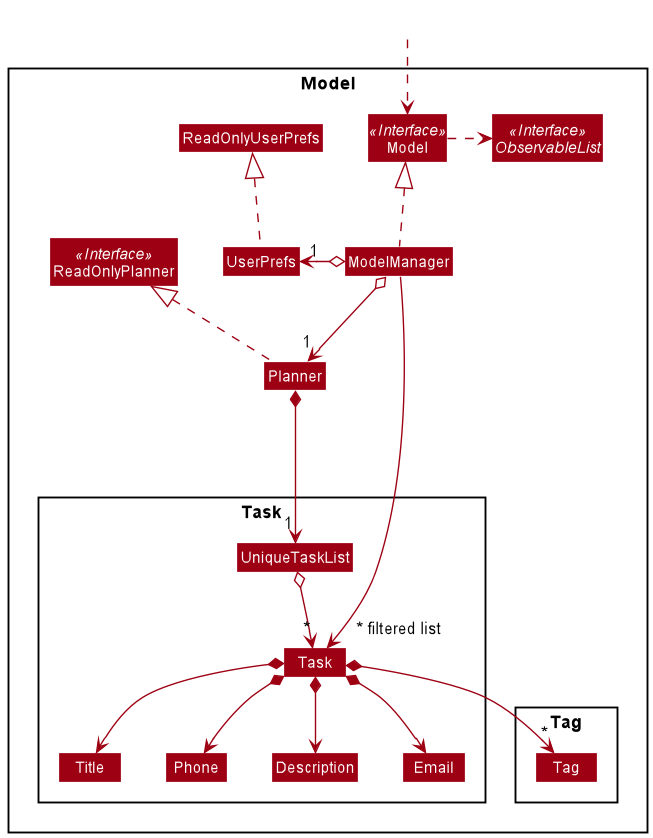 Model
ReadOnlyUserPrefs
«Interface»
Model
«Interface»
ObservableList
«Interface»
ReadOnlyPlanner
UserPrefs
1
ModelManager
1
Planner
Task
1
UniqueTaskList
*
* filtered list
Task
Tag
*
Title
Phone
Description
Email
Tag